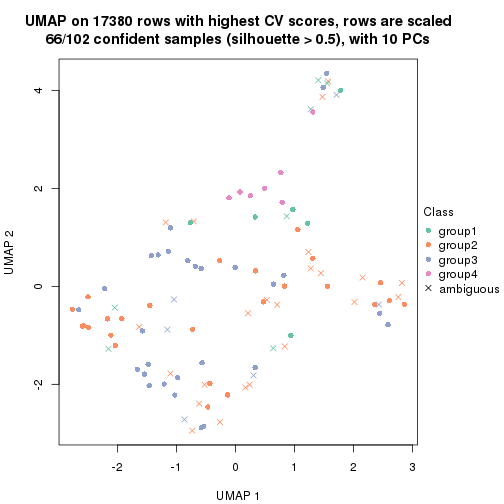 UMAP on 17380 rows with highest CV scores, rows are scaled
66/102 confident samples (silhouette > 0.5), with 10 PCs
4
2
0
-2
UMAP 2
-2
-1
0
1
2
3
UMAP 1
Class
group1
group2
group3
group4
ambiguous